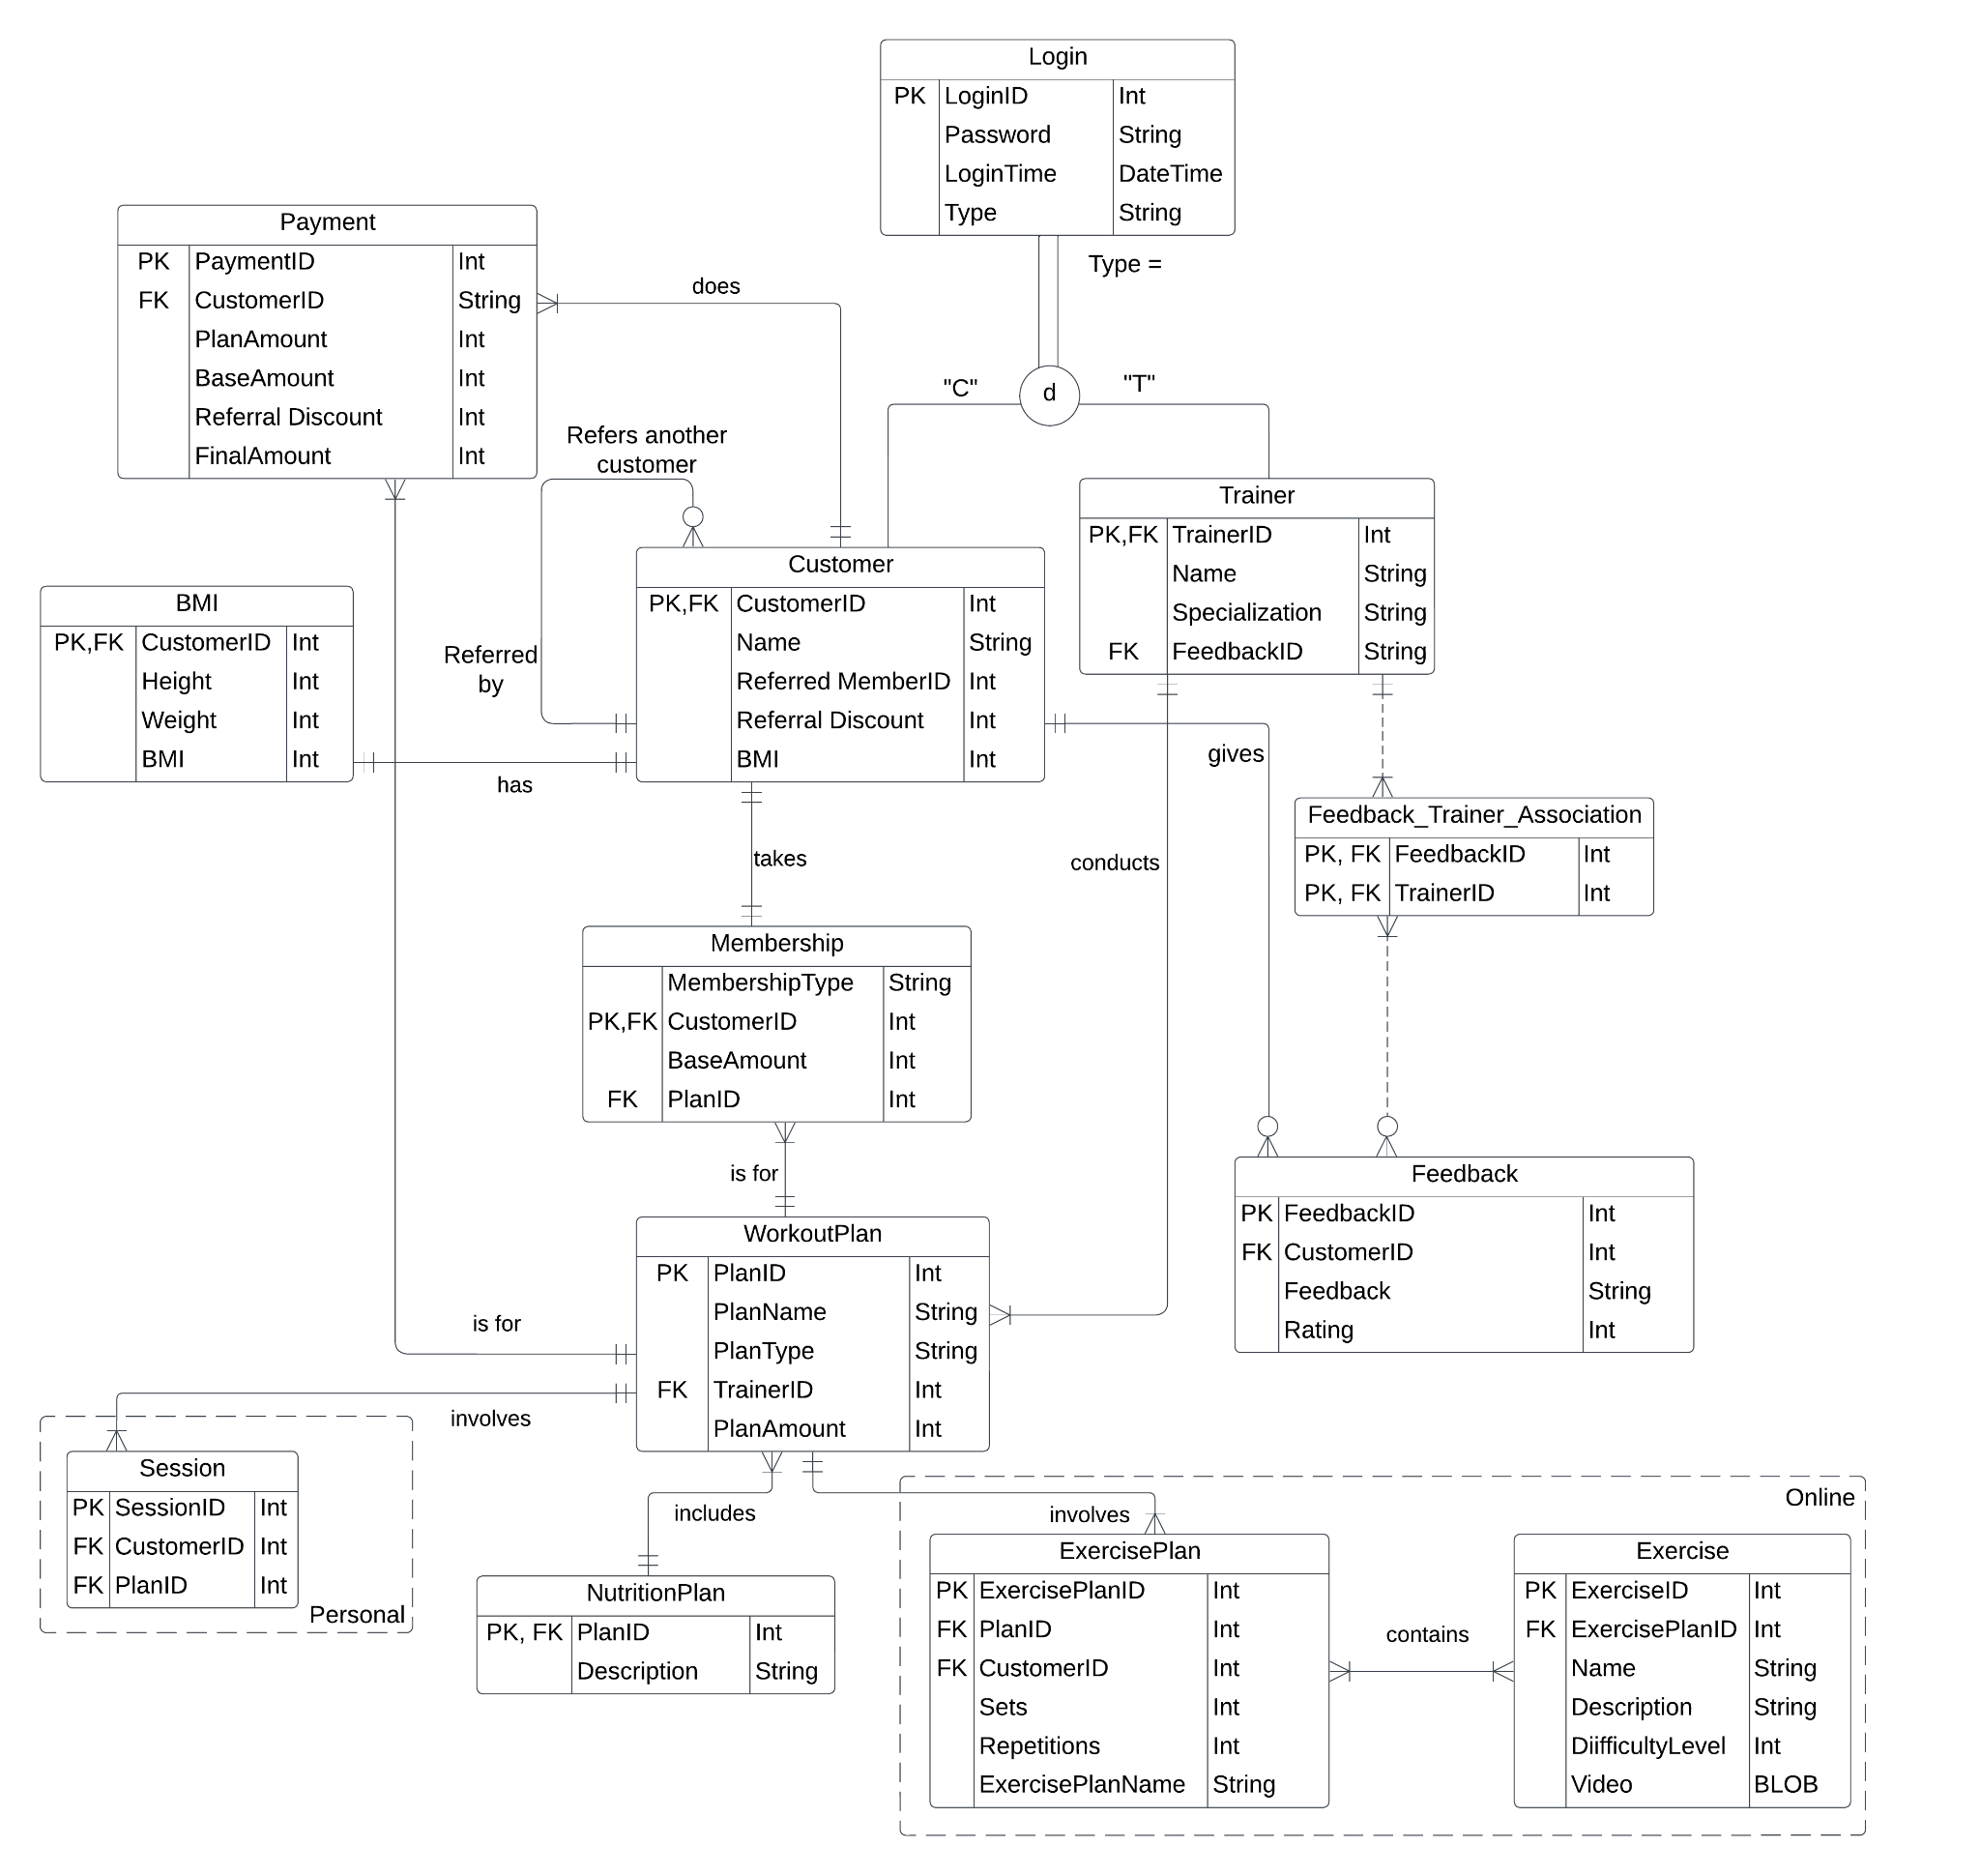 Login
PK LoginID Int
Password String
LoginTime DateTime
Type String
Type =
"C"
d
"T"
Payment
PK PaymentID Int
FK CustomerID String
PlanAmount Int
BaseAmount Int
Referral Discount Int
FinalAmount Int
does
Refers another
customer
Referred
by
Trainer
PK,FK TrainerID Int
Name String
Specialization String
FK FeedbackID String
Customer
PK,FK CustomerID Int
Name String
Referred MemberID Int
Referral Discount Int
BMI Int
BMI
PK,FK CustomerID Int
Height Int
Weight Int
BMI Int
has
gives
takes
conducts
Feedback_Trainer_Association
PK, FK FeedbackID Int
PK, FK TrainerID Int
Membership
MembershipType String
PK,FK CustomerID Int
BaseAmount Int
FK PlanID Int
is for
Feedback
PK FeedbackID Int
FK CustomerID Int
Feedback String
Rating Int
WorkoutPlan
PK PlanID Int
PlanName String
PlanType String
FK TrainerID Int
PlanAmount Int
is for
involves
Session
PK SessionID Int
FK CustomerID Int
FK PlanID Int
Personal
includes
NutritionPlan
PK, FK PlanID Int
Description String
Online
involves
ExercisePlan
PK ExercisePlanID Int
FK PlanID Int
FK CustomerID Int
Sets Int
Repetitions Int
ExercisePlanName String
contains
Exercise
PK ExerciseID Int
FK ExercisePlanID Int
Name String
Description String
DiifficultyLevel Int
Video BLOB